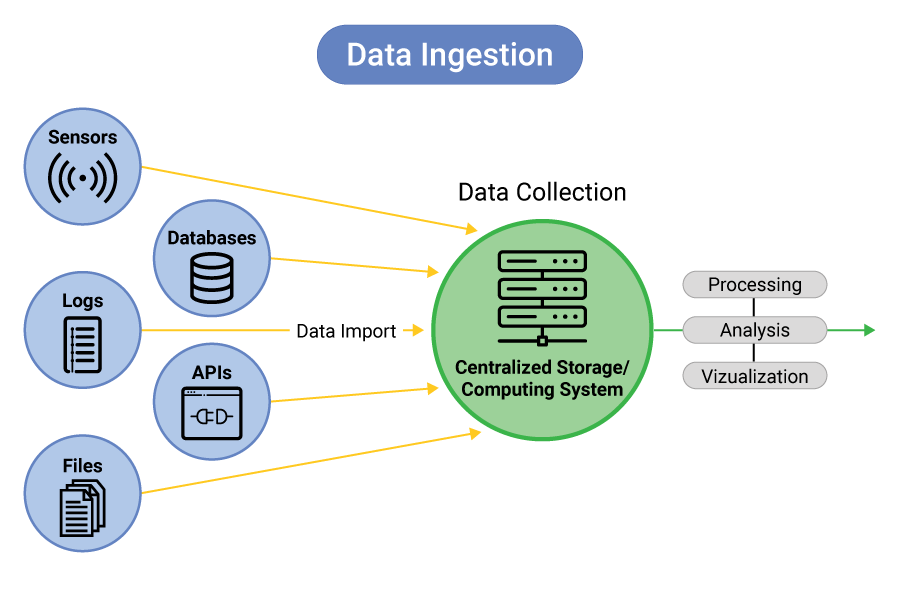 Data Ingestion
Sensors
Databases
Logs
APIs
Files
Data Import
Data Collection
Centralized Storage/
Computing System
Processing
Analysis
Vizualization